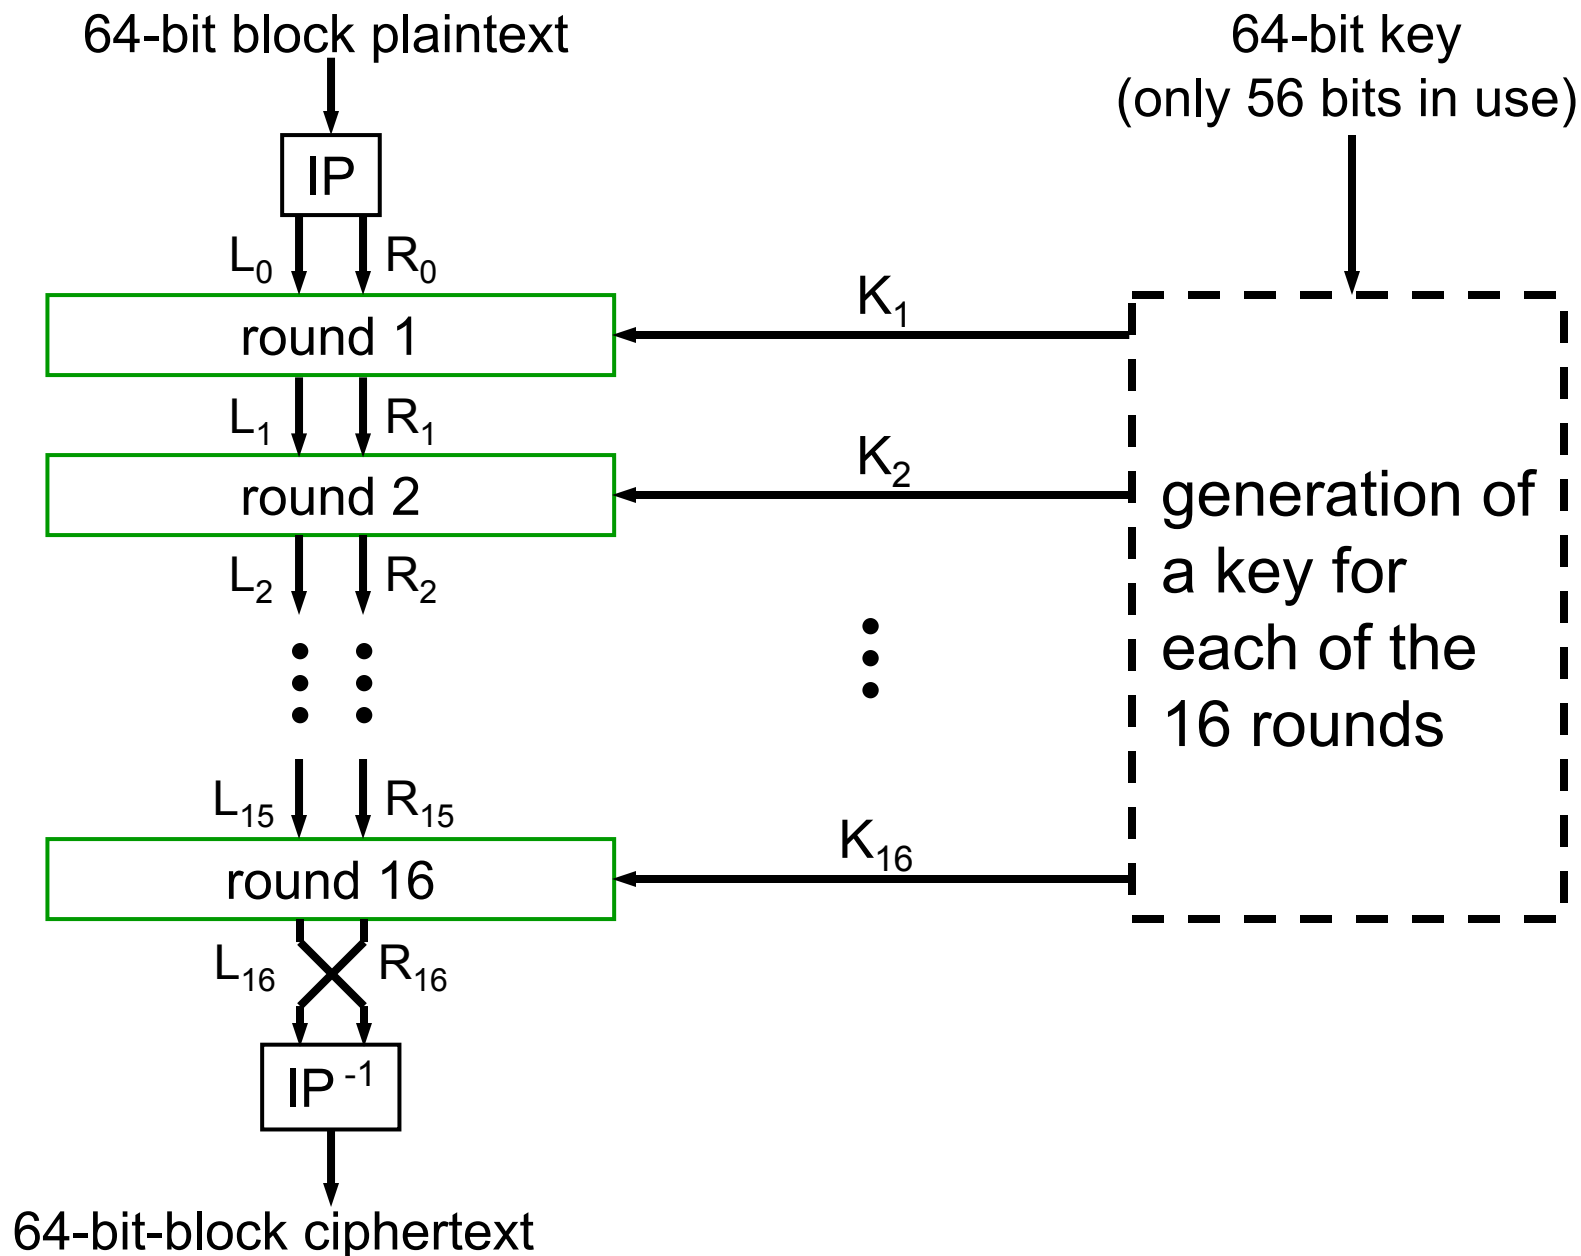 64-bit block plaintext
64-bit key
(only 56 bits in use)
IP
L₀ R₀
K₁
round 1
L₁ R₁
K₂
round 2
L₂ R₂
generation of
a key for
each of the
16 rounds
L₁₅ R₁₅
K₁₆
round 16
L₁₆ R₁₆
IP⁻¹
64-bit-block ciphertext